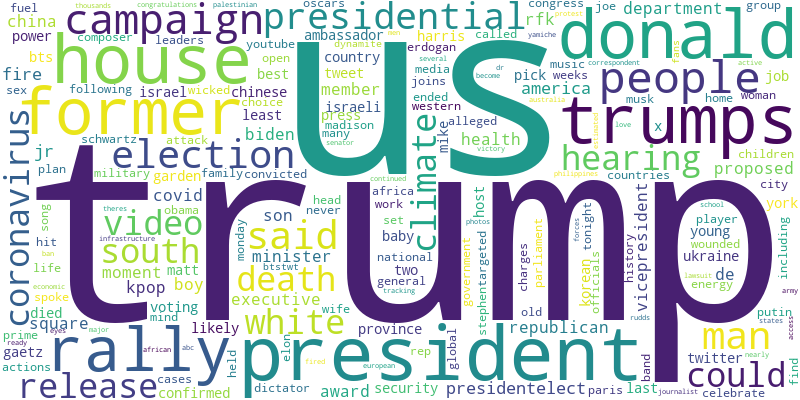 fuel
thousands
congratulations
palestinian
oscars
congress
joe
department
group
china
campaign
presidential
rfk
donald
power
composer
leaders
youtube
ambassador
harris
called
protest
yamiche
bts
house
dynamite
erdogan
men
fire
open
country
media
several
correspondent
active
israel
wicked
best
tweet
joins
dr
music
fans
people
job
sex
following
chinese
member
ended
become
pick
weeks
australia
former
us
choice
israeli
western
america
musk
home
woman
coronavirus
schwartz
attack
least
press
madison
mike
alleged
victory
restaurant
love
x
trumps
jr
election
biden
many
senator
health
hearing
children
plan
military
garden
family
convicted
continued
climate
philippines
countries
proposed
theres
covid
obama
head
africa
host
city
song
video
son
never
work
photos
forces
tonight
york
hit
infrastructure
said
set
baby
korean
vicepresident
school
player
including
ban
south
monday
minister
national
government
parliament
history
young
wounded
life
moment
matt
btstwt
two
targeted
stephen
charges
officials
de
ukraine
economic
kpop
boy
death
general
lawsuit
energy
spoke
trump
executive
tracking
army
died
voting
white
wife
province
old
republican
rudds
putin
states
access
prime
square
mind
likely
elon
global
band
twitter
man
nearly
ready
eyes
major
rally
held
president
rep
could
gaetz
african
abc
fired
european
last
journalist
find
actions
release
cases
confirmed
dictator
award
security
presidentelect
paris
celebrate